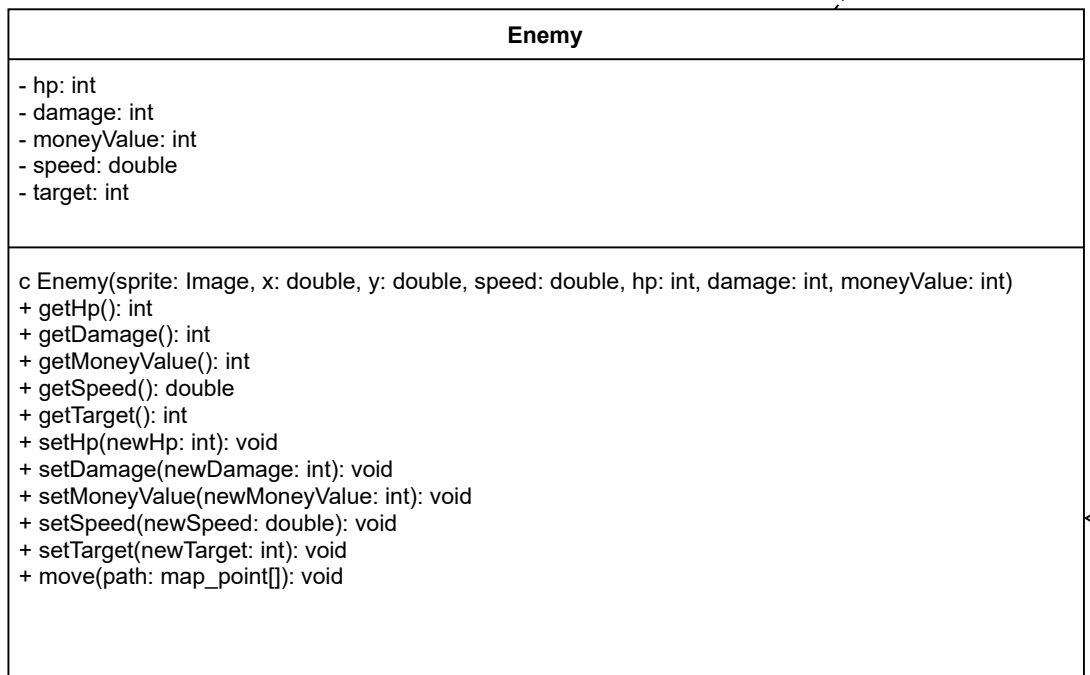 Enemy
- hp: int
- damage: int
- moneyValue: int
- speed: double
- target: int
c Enemy(sprite: Image, x: double, y: double, speed: double, hp: int, damage: int, moneyValue: int)
+ getHp(): int
+ getDamage(): int
+ getMoneyValue(): int
+ getSpeed(): double
+ getTarget(): int
+ setHp(newHp: int): void
+ setDamage(newDamage: int): void
+ setMoneyValue(newMoneyValue: int): void
+ setSpeed(newSpeed: double): void
+ setTarget(newTarget: int): void
+ move(path: map_point[]): void